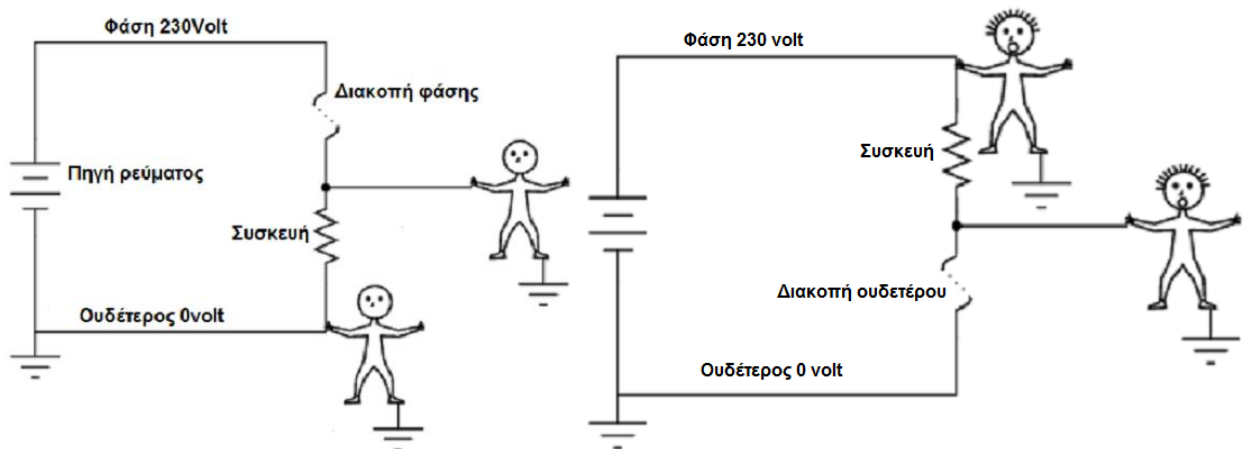 Φάση 230Volt
Διακοπή φάσης
Πηγή ρεύματος
Συσκευή
Ουδέτερος 0volt
Φάση 230 volt
Συσκευή
Διακοπή ουδετέρου
Ουδέτερος 0 volt